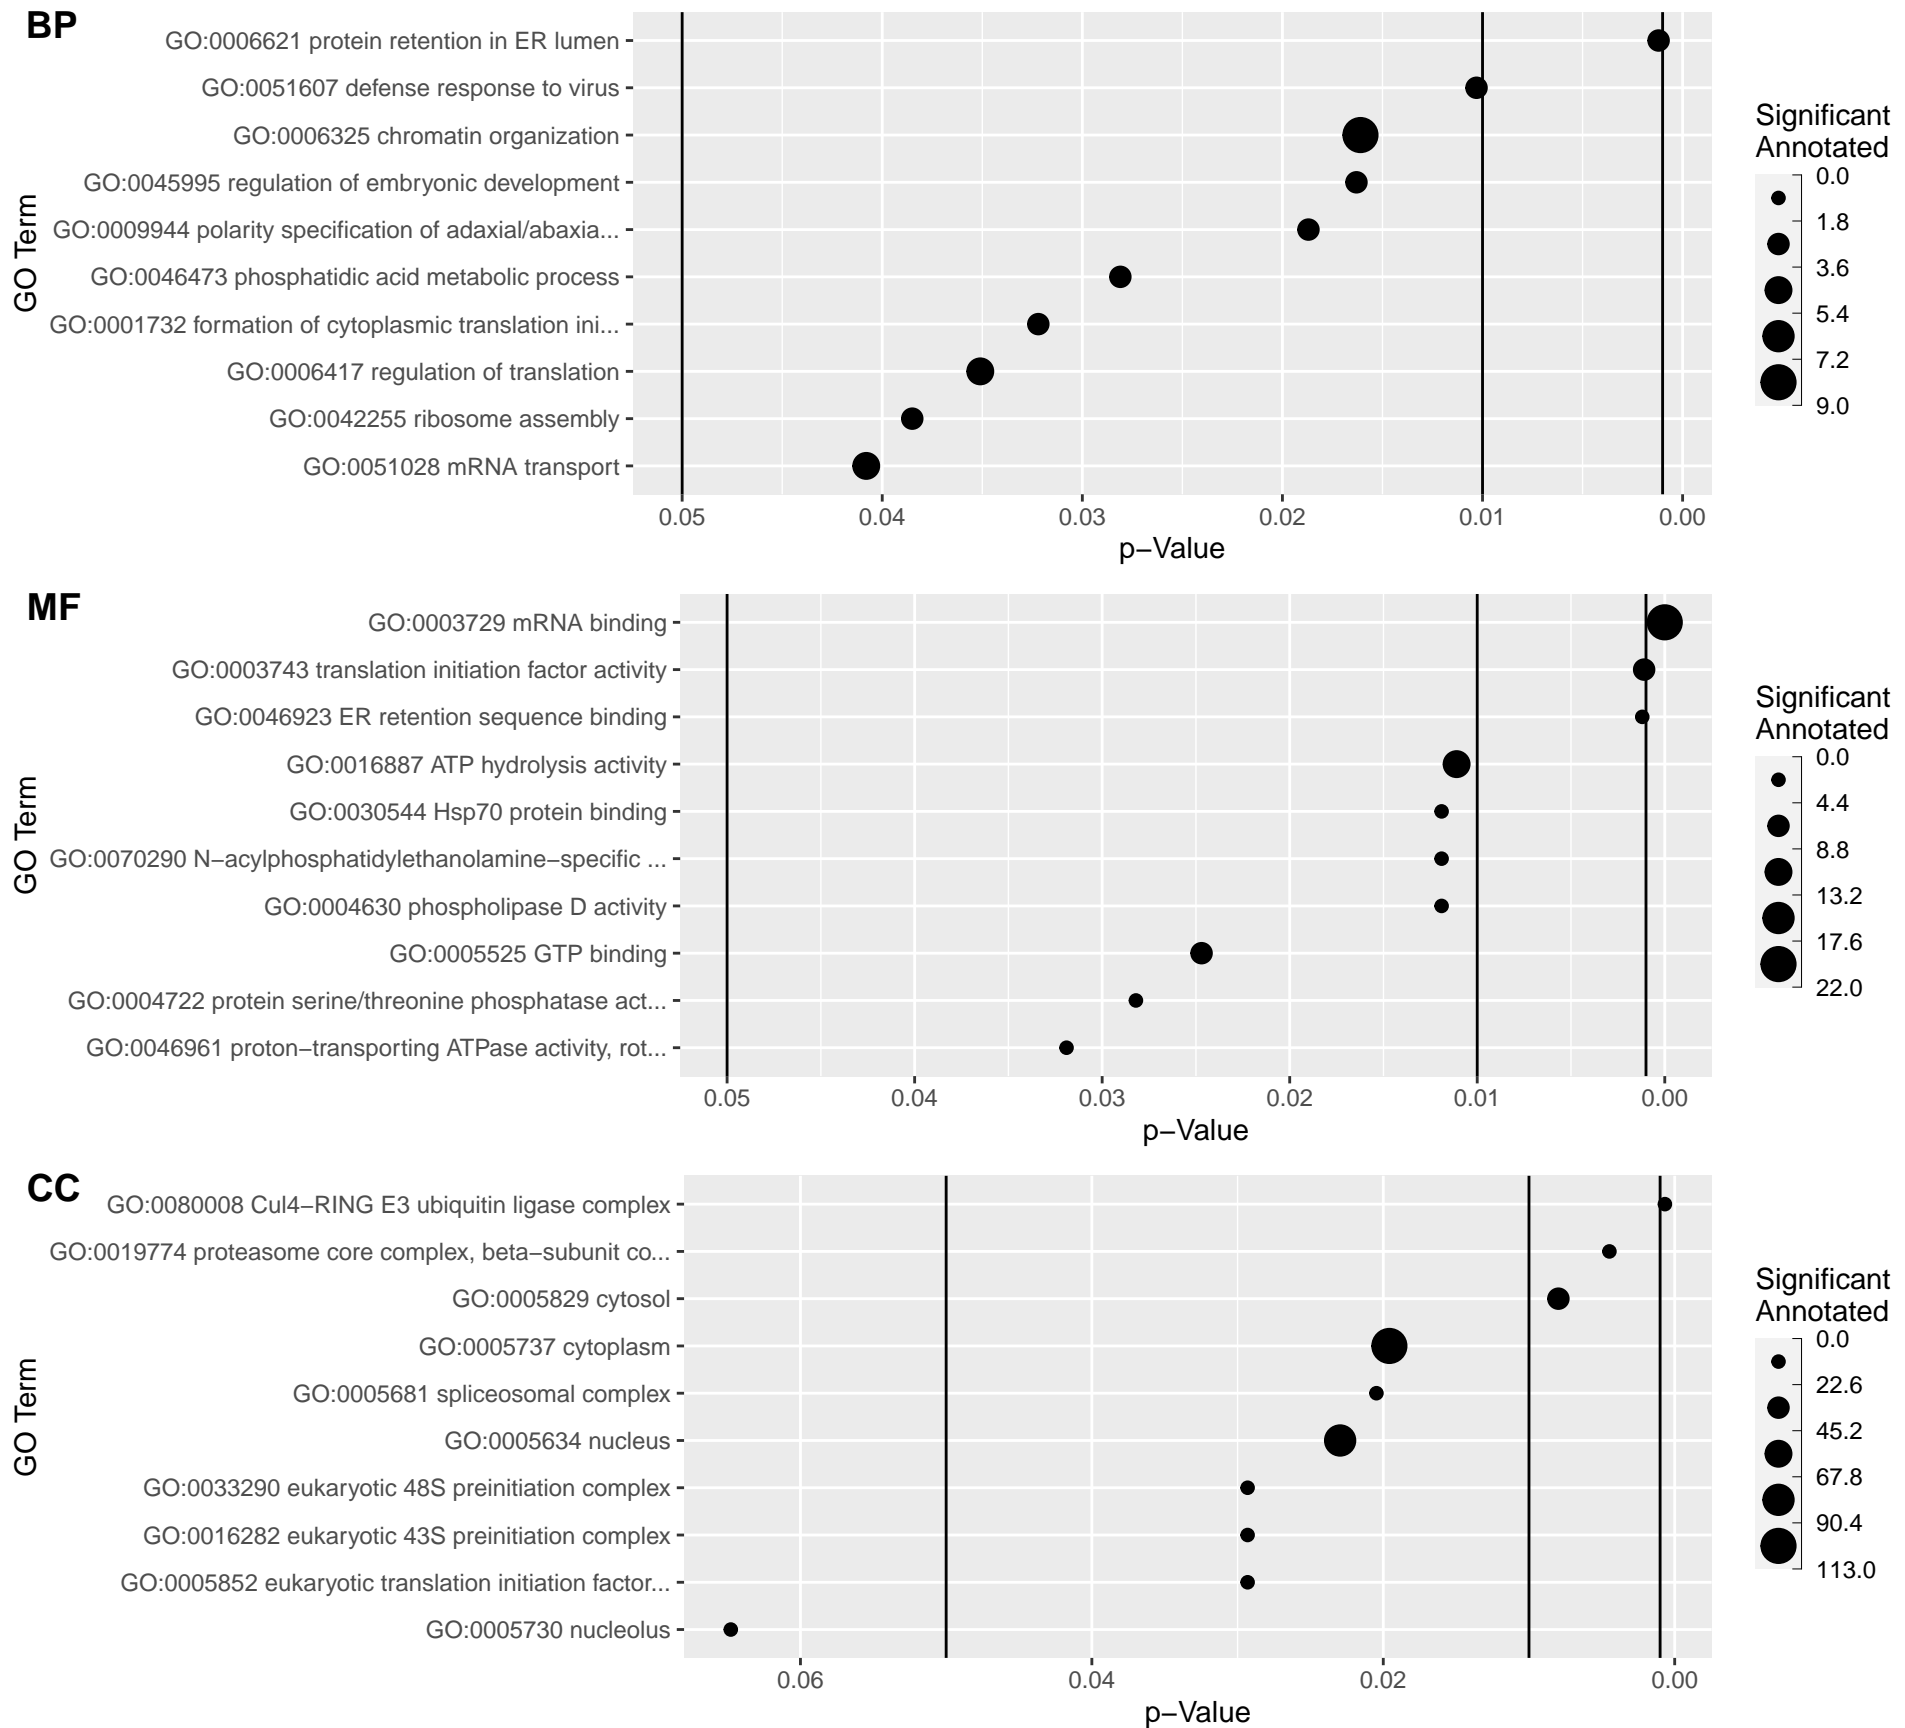 BP
GO:0006621 protein retention in ER lumen
GO:0051607 defense response to virus
GO:0006325 chromatin organization
GO:0045995 regulation of embryonic development
GO:0009944 polarity specification of adaxial/abaxia...
GO:0046473 phosphatidic acid metabolic process
GO:0001732 formation of cytoplasmic translation ini...
GO:0006417 regulation of translation
GO:0042255 ribosome assembly
GO:0051028 mRNA transport
GO Term
0.05 0.04 0.03 0.02 0.01 0.00
p−Value
Significant
Annotated
0.0
1.8
3.6
5.4
7.2
9.0
MF
GO:0003729 mRNA binding
GO:0003743 translation initiation factor activity
GO:0046923 ER retention sequence binding
GO:0016887 ATP hydrolysis activity
GO:0030544 Hsp70 protein binding
GO:0070290 N−acylphosphatidylethanolamine−specific ...
GO:0004630 phospholipase D activity
GO:0005525 GTP binding
GO:0004722 protein serine/threonine phosphatase act...
GO:0046961 proton−transporting ATPase activity, rot...
GO Term
0.05 0.04 0.03 0.02 0.01 0.00
p−Value
Significant
Annotated
0.0
4.4
8.8
13.2
17.6
22.0
CC
GO:0080008 Cul4−RING E3 ubiquitin ligase complex
GO:0019774 proteasome core complex, beta−subunit co...
GO:0005829 cytosol
GO:0005737 cytoplasm
GO:0005681 spliceosomal complex
GO:0005634 nucleus
GO:0033290 eukaryotic 48S preinitiation complex
GO:0016282 eukaryotic 43S preinitiation complex
GO:0005852 eukaryotic translation initiation factor...
GO:0005730 nucleolus
GO Term
0.06 0.04 0.02 0.00
p−Value
Significant
Annotated
0.0
22.6
45.2
67.8
90.4
113.0